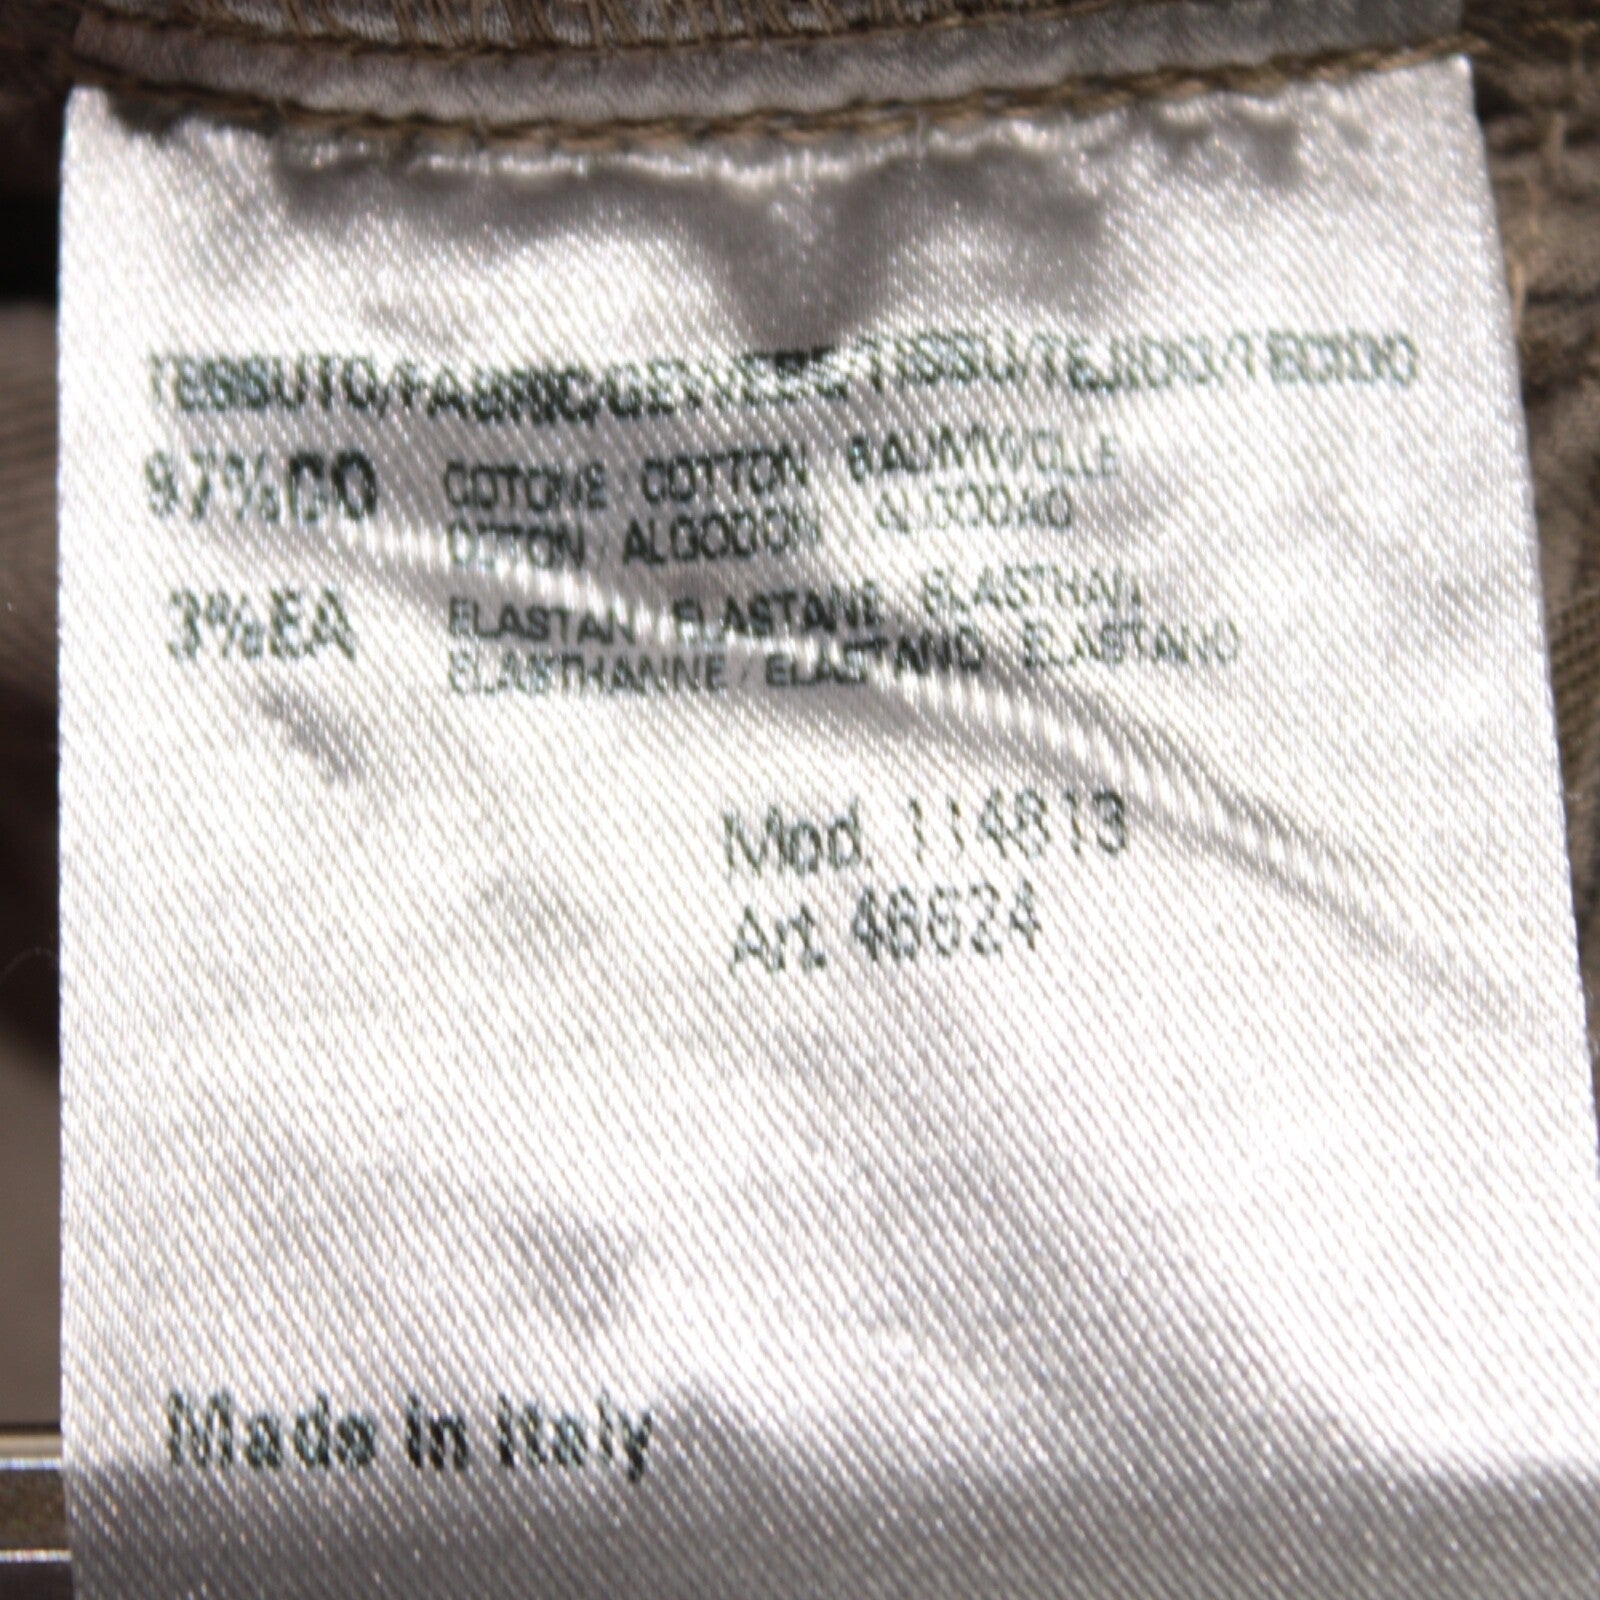 TESSUTO/FABRIC/GEWEBE/TISSU/TEJIDO/TECIDO
97%CO COTONE COTTON BAUMWOLLE
COTON ALGODON ALGODAO
3%EA ELASTAN ELASTANE ELASTHAN
ELASTHANNE ELASTANO ELASTANO
Mod. 114813
Art. 46624
Made in Italy